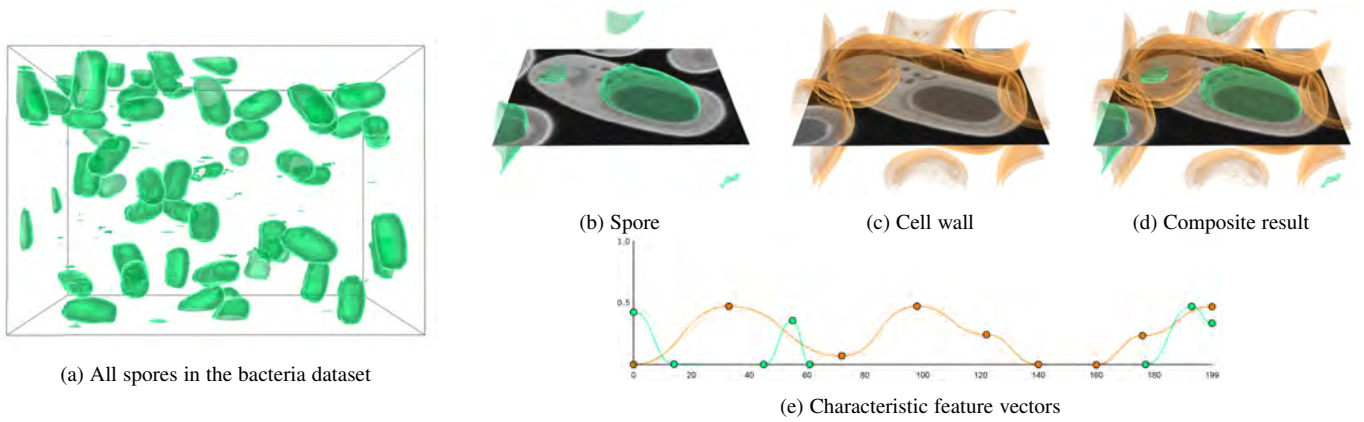 (a) All spores in the bacteria dataset
(b) Spore
(c) Cell wall
(d) Composite result
1.0
0.5
0 20 40 60 80 100 120 140 160 180 199
(e) Characteristic feature vectors